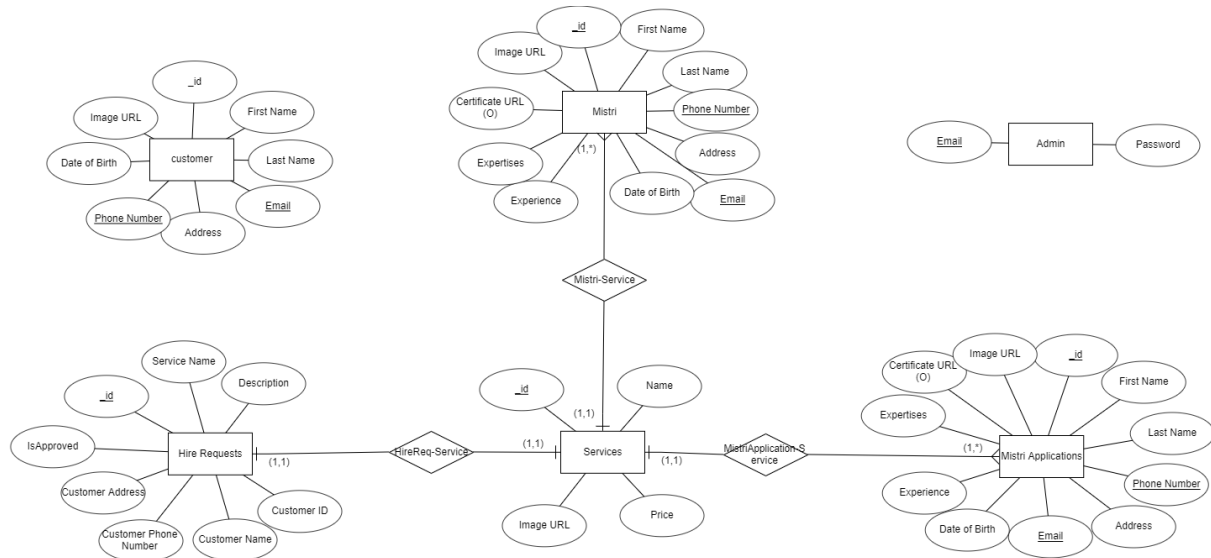 _id
First Name
Image URL
Last Name
Certificate URL
(O)
Mistri
Phone Number
Expertises
(1,*)
Address
Experience
Date of Birth
Email
_id
Image URL
First Name
Date of Birth
customer
Last Name
Phone Number
Email
Address
Email
Admin
Password
Mistri-Service
Service Name
Description
_id
IsApproved
Hire Requests
(1,1)
Customer Address
Customer ID
Customer Phone
Number
Customer Name
HireReq-Service
_id
Name
(1,1)
(1,1)
Services
(1,1)
Image URL
Price
MistriApplication-S
ervice
Image URL
_id
Certificate URL
(O)
First Name
Expertises
(1,*)
Last Name
Mistri Applications
Experience
Phone Number
Date of Birth
Email
Address